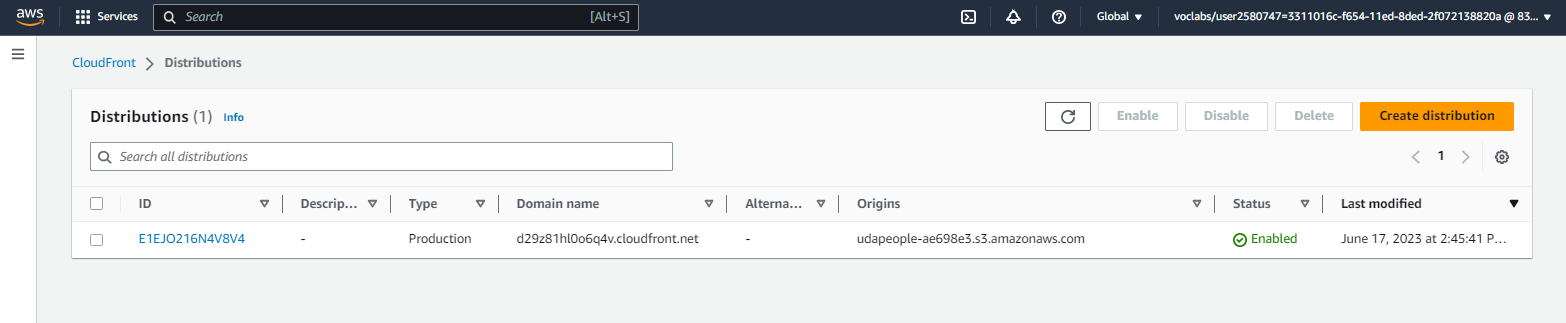 aws Services Search [Alt+S] Global voclabs/user2580747=3311016c-f654-11ed-8ded-2f072138820a @ 83...
CloudFront Distributions
Distributions (1) Info Enable Disable Delete Create distribution
Search all distributions 1
ID Descrip... Type Domain name Alterna... Origins Status Last modified
E1EJO216N4V8V4 - Production d29z81hl0o6q4v.cloudfront.net - udapeople-ae698e3.s3.amazonaws.com Enabled June 17, 2023 at 2:45:41 P...